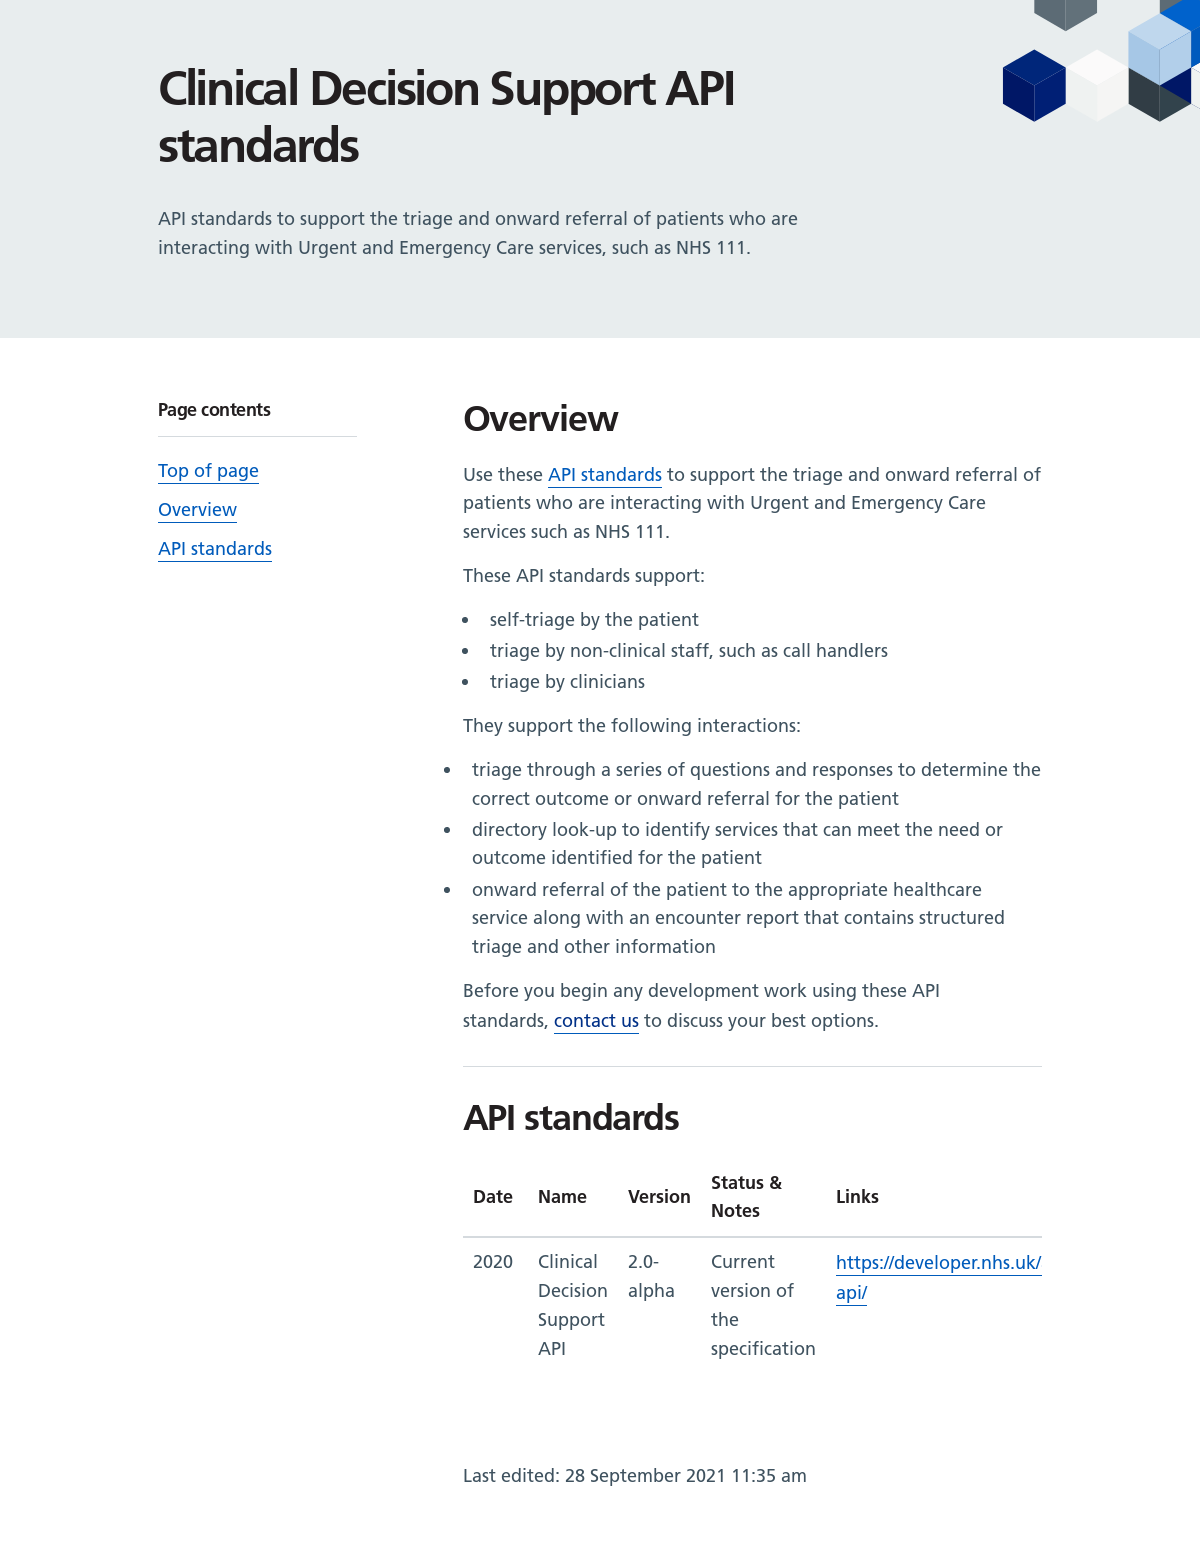 Clinical Decision Support API
standards
API standards to support the triage and onward referral of patients who are
interacting with Urgent and Emergency Care services, such as NHS 111.
Page contents
Top of page
Overview
API standards
Overview
Use these API standards to support the triage and onward referral of
patients who are interacting with Urgent and Emergency Care
services such as NHS 111.
These API standards support:
• self-triage by the patient
• triage by non-clinical staff, such as call handlers
• triage by clinicians
They support the following interactions:
• triage through a series of questions and responses to determine the
correct outcome or onward referral for the patient
• directory look-up to identify services that can meet the need or
outcome identified for the patient
• onward referral of the patient to the appropriate healthcare
service along with an encounter report that contains structured
triage and other information
Before you begin any development work using these API
standards, contact us to discuss your best options.
API standards
Date Name Version Status & Notes Links
2020 Clinical 2.0- Current https://developer.nhs.uk/
Decision alpha version of api/
Support the
API specification
Last edited: 28 September 2021 11:35 am